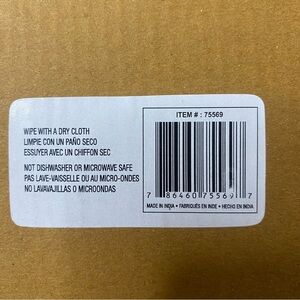 WIPE WITH A DRY CLOTH
LIMPIE CON UN PAÑO SECO
ESSUYER AVEC UN CHIFFON SEC
NOT DISHWASHER OR MICROWAVE SAFE
PAS LAVE-VAISSELLE OU AU MICRO-ONDES
NO LAVAVAJILLAS O MICROONDAS
ITEM # : 75569
7 86460 75569 7
MADE IN INDIA • FABRIQUÉS EN INDE • HECHO EN INDIA